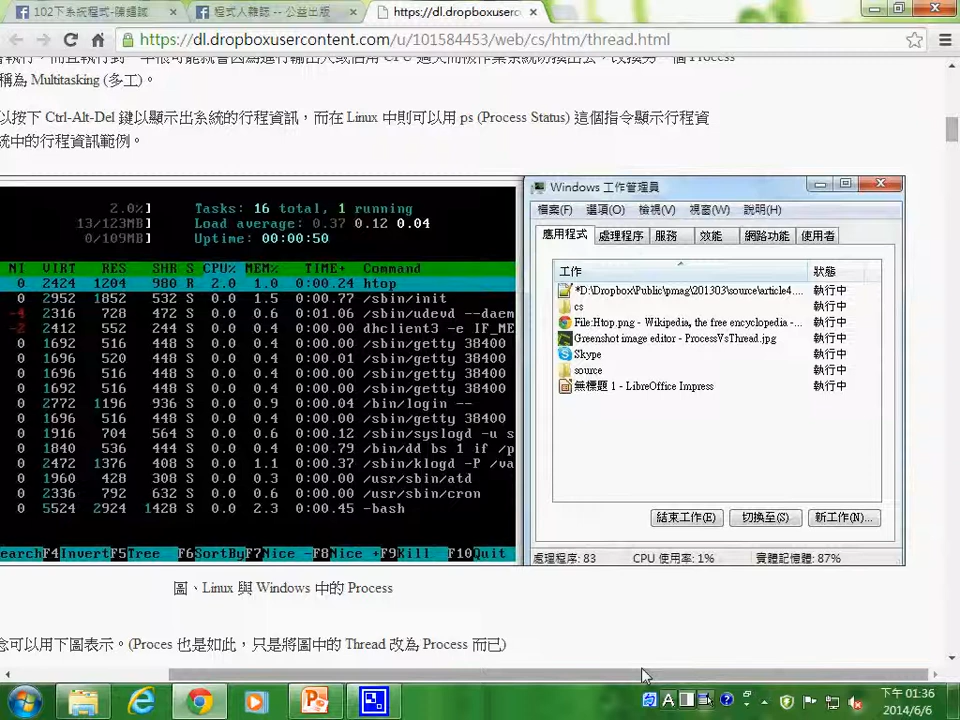 102下系統程式-陳鍾誠
程式人雜誌 -- 公益出版
https://dl.dropboxusercontent.com
https://dl.dropboxusercontent.com/u/101584453/web/cs/htm/thread.html
稱為 Multitasking (多工)。
以按下 Ctrl-Alt-Del 鍵以顯示出系統的行程資訊，而在 Linux 中則可以用 ps (Process Status) 這個指令顯示行程資
統中的行程資訊範例。
2.0%] Tasks: 16 total, 1 running
13/123MB] Load average: 0.37 0.12 0.04
0/109MB] Uptime: 00:00:50
NI VIRT RES SHR S CPU% MEM% TIME+ Command
0 2424 1204 980 R 2.0 1.0 0:00.24 htop
0 2952 1852 532 S 0.0 1.5 0:00.77 /sbin/init
-4 2316 728 472 S 0.0 0.6 0:01.06 /sbin/udevd --daem
-2 2412 552 244 S 0.0 0.4 0:00.00 dhclient3 -e IF_ME
0 1692 516 448 S 0.0 0.4 0:00.00 /sbin/getty 38400
0 1696 520 448 S 0.0 0.4 0:00.01 /sbin/getty 38400
0 1696 516 448 S 0.0 0.4 0:00.00 /sbin/getty 38400
0 1692 516 448 S 0.0 0.4 0:00.00 /sbin/getty 38400
0 2772 1196 936 S 0.0 0.9 0:00.04 /bin/login --
0 1696 516 448 S 0.0 0.4 0:00.00 /sbin/getty 38400
0 1916 704 564 S 0.0 0.6 0:00.12 /sbin/syslogd -u s
0 1840 536 444 S 0.0 0.4 0:00.79 /bin/dd bs 1 if /p
0 2472 1376 408 S 0.0 1.1 0:00.37 /sbin/klogd -P /va
0 1960 428 308 S 0.0 0.3 0:00.00 /usr/sbin/atd
0 2336 792 632 S 0.0 0.6 0:00.00 /usr/sbin/cron
0 5524 2924 1428 S 0.0 2.3 0:00.45 -bash
earchF4InvertF5Tree F6SortByF7Nice -F8Nice +F9Kill F10Quit
Windows 工作管理員
檔案(F) 選項(O) 檢視(V) 視窗(W) 說明(H)
應用程式 處理程序 服務 效能 網路功能 使用者
工作 狀態
*D:\Dropbox\Public\pmag\201303\source\article4.... 執行中
cs 執行中
File:Htop.png - Wikipedia, the free encyclopedia -... 執行中
Greenshot image editor - ProcessVsThread.jpg 執行中
Skype 執行中
source 執行中
無標題 1 - LibreOffice Impress 執行中
結束工作(E) 切換至(S) 新工作(N)...
處理程序: 83 CPU 使用率: 1% 實體記憶體: 87%
圖、Linux 與 Windows 中的 Process
念可以用下圖表示。(Proces 也是如此，只是將圖中的 Thread 改為 Process 而已)
下午 01:36
2014/6/6